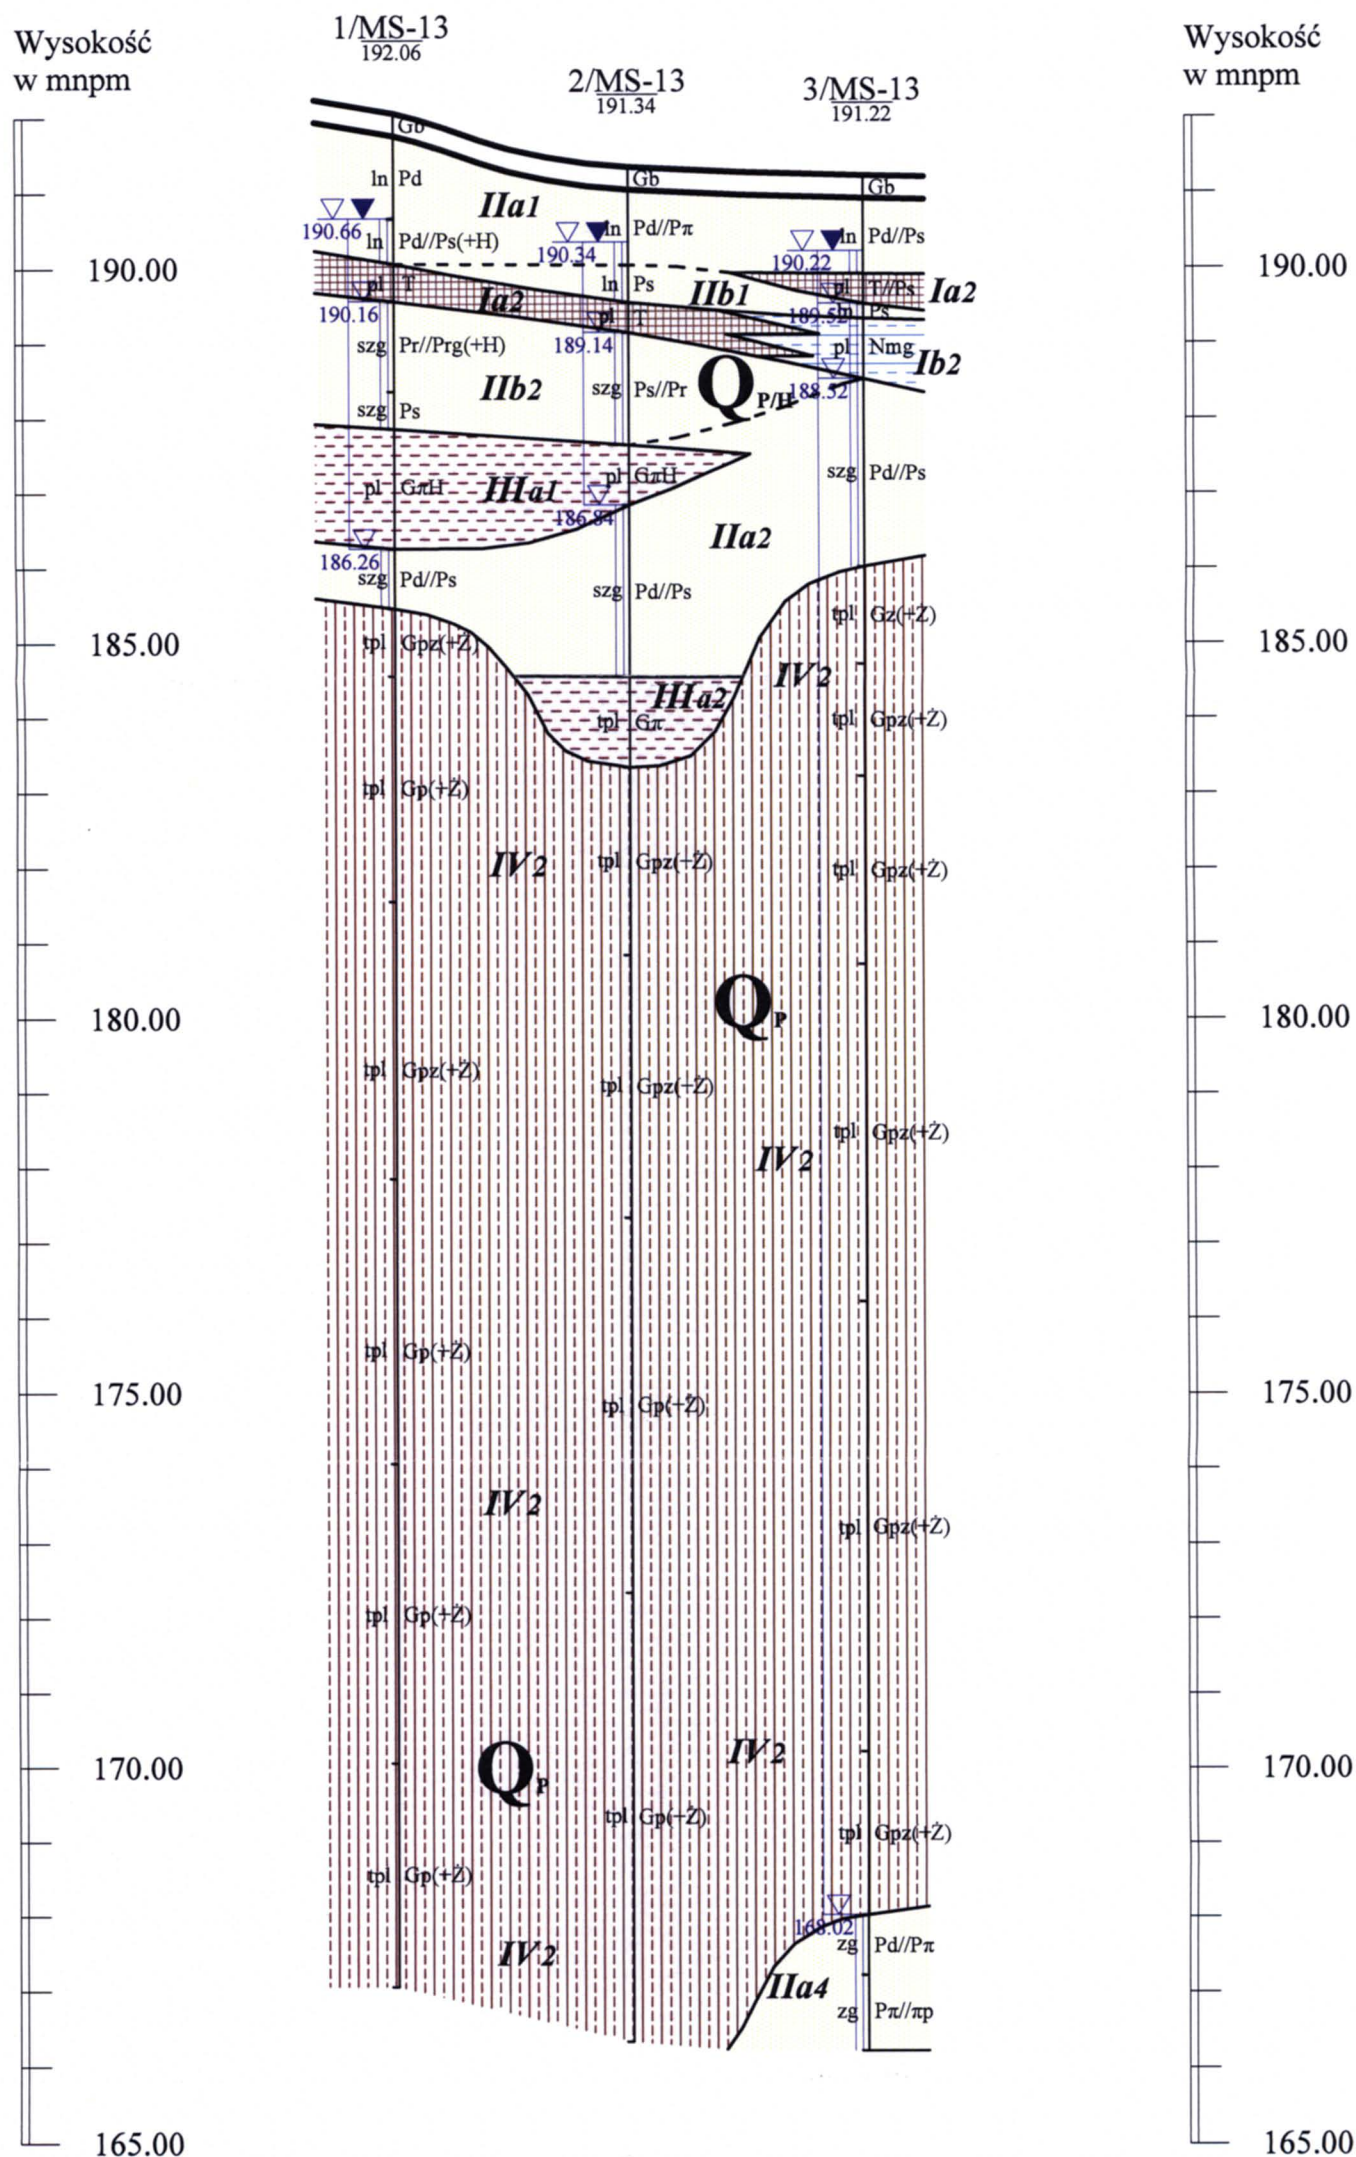 Wysokość
w mnpm
1/MS-13
192.06
2/MS-13
191.34
3/MS-13
191.22
Wysokość
w mnpm
Gb
Gb
Gb
ln Pd
IIa1
190.66
ln Pd//Ps(+H)
190.34
ln Pd//Pπ
190.22
ln Pd//Ps
190.00
190.00
pl T
Ia2
ln Ps
IIb1
pl T//Ps
Ia2
190.16
pl T
189.52
ln Ps
szg Pr//Prg(+H)
189.14
pl Nmg
Ib2
IIb2
szg Ps//Pr
Q P/H
188.52
szg Ps
pl GπH
IIIa1
pl GπH
szg Pd//Ps
186.84
IIa2
186.26
szg Pd//Ps
szg Pd//Ps
tpl Gz(+Ż)
185.00
tpl Gpz(+Ż)
185.00
IV2
IIIa2
tpl Gπ
tpl Gpz(+Ż)
tpl Gp(+Ż)
IV2
tpl Gpz(+Ż)
tpl Gpz(+Ż)
Q P
180.00
180.00
tpl Gpz(+Ż)
tpl Gpz(+Ż)
tpl Gpz(+Ż)
IV2
tpl Gp(+Ż)
175.00
tpl Gp(+Ż)
175.00
IV2
tpl Gpz(+Ż)
tpl Gp(+Ż)
IV2
170.00
Q P
170.00
tpl Gp(+Ż)
tpl Gpz(+Ż)
tpl Gp(+Ż)
168.02
IV2
zg Pd//Pπ
IIa4
zg Pπ//πp
165.00
165.00